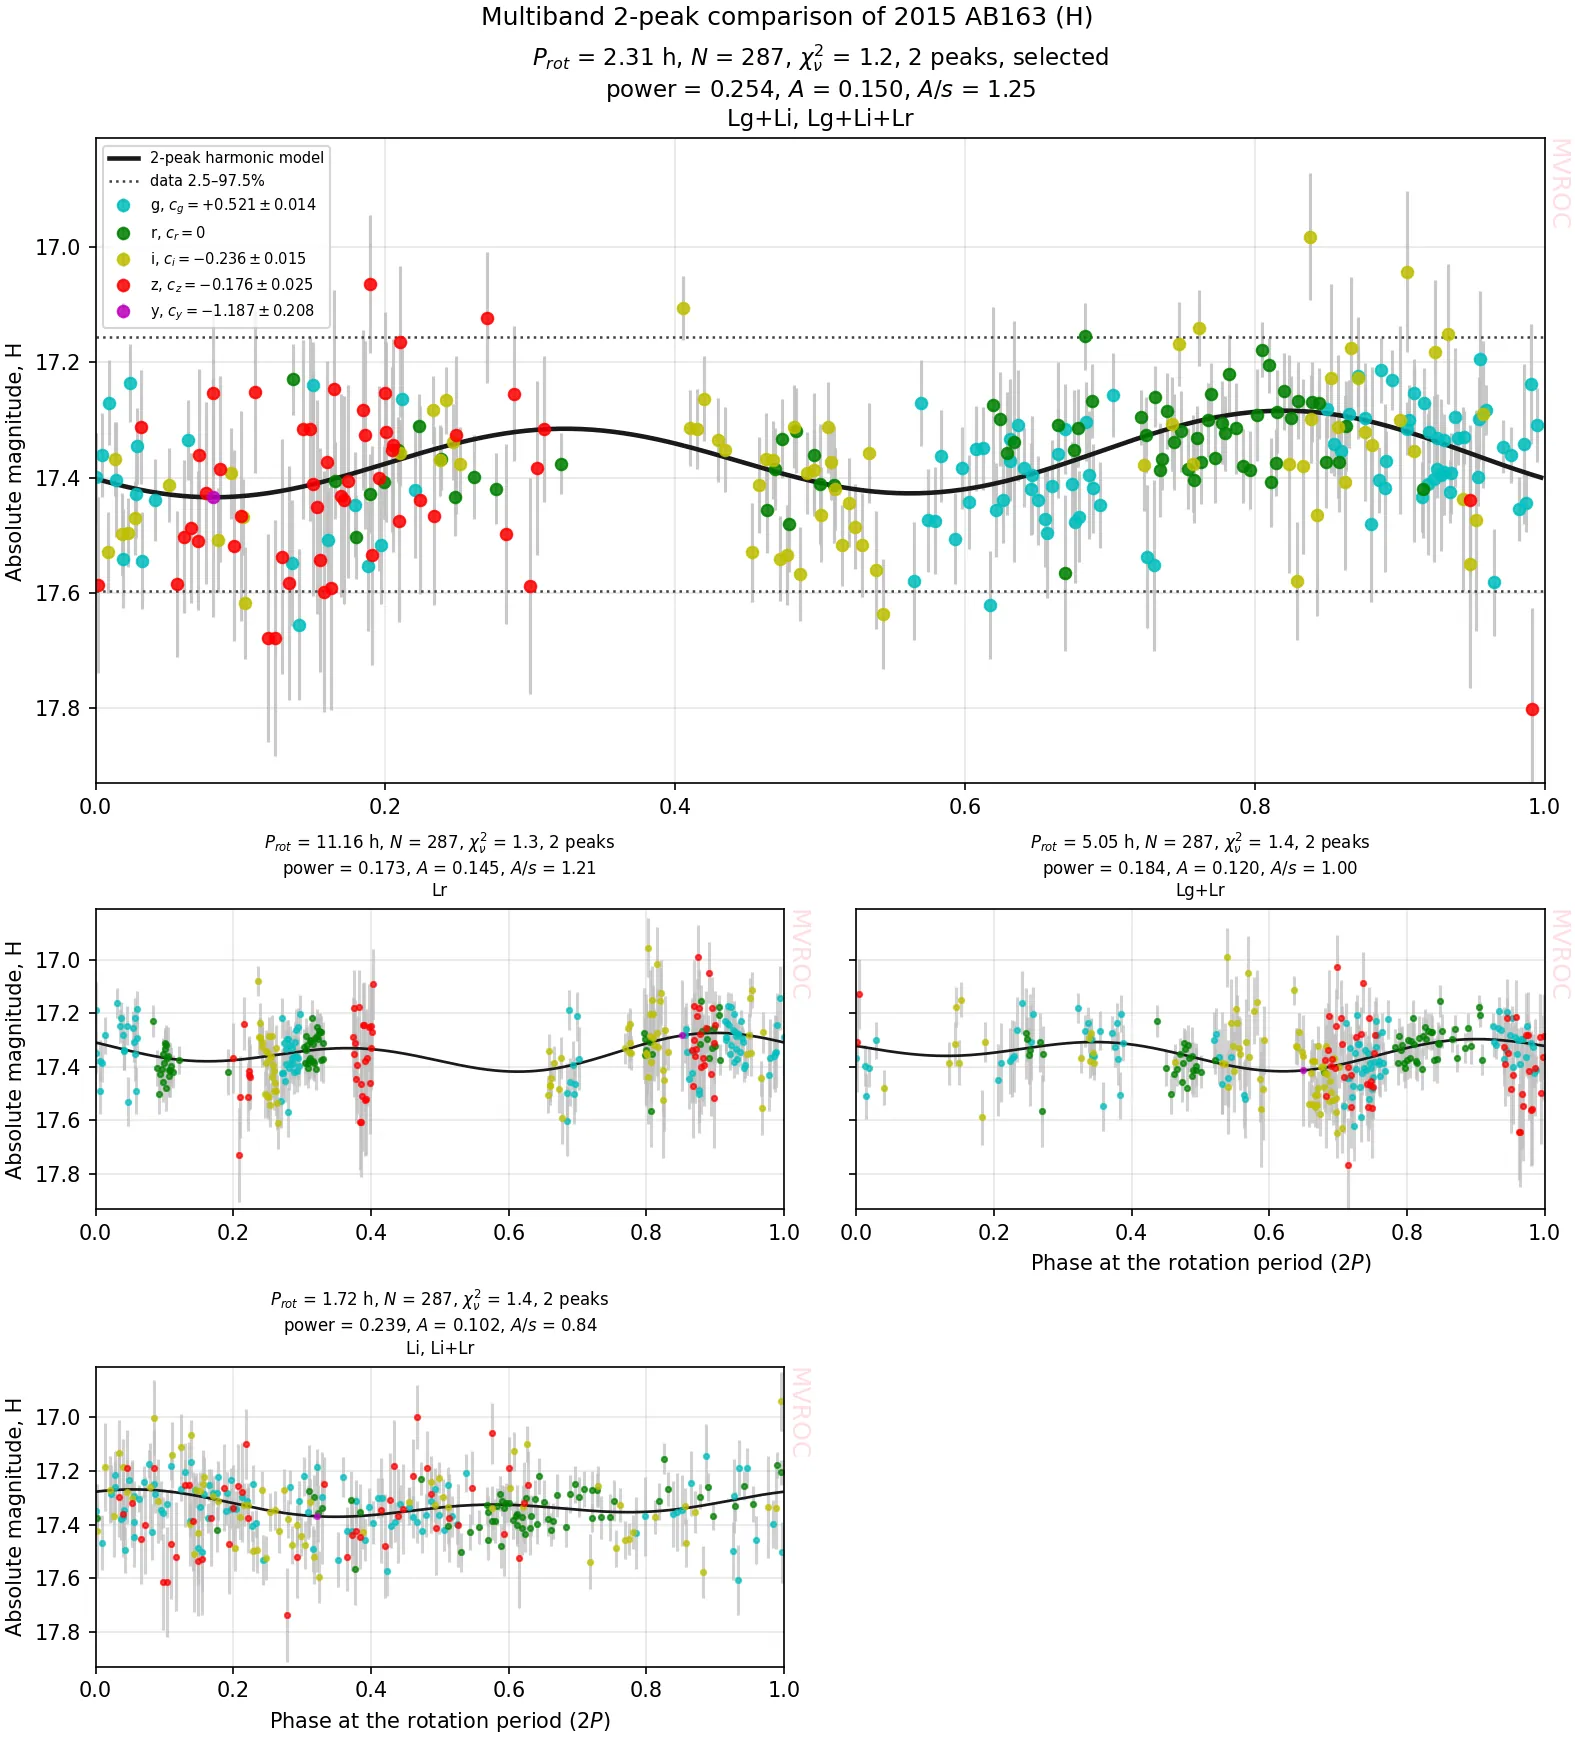 Multiband 2-peak comparison of 2015 AB163 (H)
P_rot = 2.31 h, N = 287, χ²_ν = 1.2, 2 peaks, selected
power = 0.254, A = 0.150, A/s = 1.25
Lg+Li, Lg+Li+Lr
2-peak harmonic model
data 2.5–97.5%
g, c_g = +0.521 ± 0.014
r, c_r = 0
i, c_i = −0.236 ± 0.015
z, c_z = −0.176 ± 0.025
y, c_y = −1.187 ± 0.208
MVROC
Absolute magnitude, H
17.0
17.2
17.4
17.6
17.8
0.0 0.2 0.4 0.6 0.8 1.0
P_rot = 11.16 h, N = 287, χ²_ν = 1.3, 2 peaks
power = 0.173, A = 0.145, A/s = 1.21
Lr
MVROC
Absolute magnitude, H
17.0
17.2
17.4
17.6
17.8
0.0 0.2 0.4 0.6 0.8 1.0
P_rot = 5.05 h, N = 287, χ²_ν = 1.4, 2 peaks
power = 0.184, A = 0.120, A/s = 1.00
Lg+Lr
MVROC
0.0 0.2 0.4 0.6 0.8 1.0
Phase at the rotation period (2P)
P_rot = 1.72 h, N = 287, χ²_ν = 1.4, 2 peaks
power = 0.239, A = 0.102, A/s = 0.84
Li, Li+Lr
MVROC
Absolute magnitude, H
17.0
17.2
17.4
17.6
17.8
0.0 0.2 0.4 0.6 0.8 1.0
Phase at the rotation period (2P)